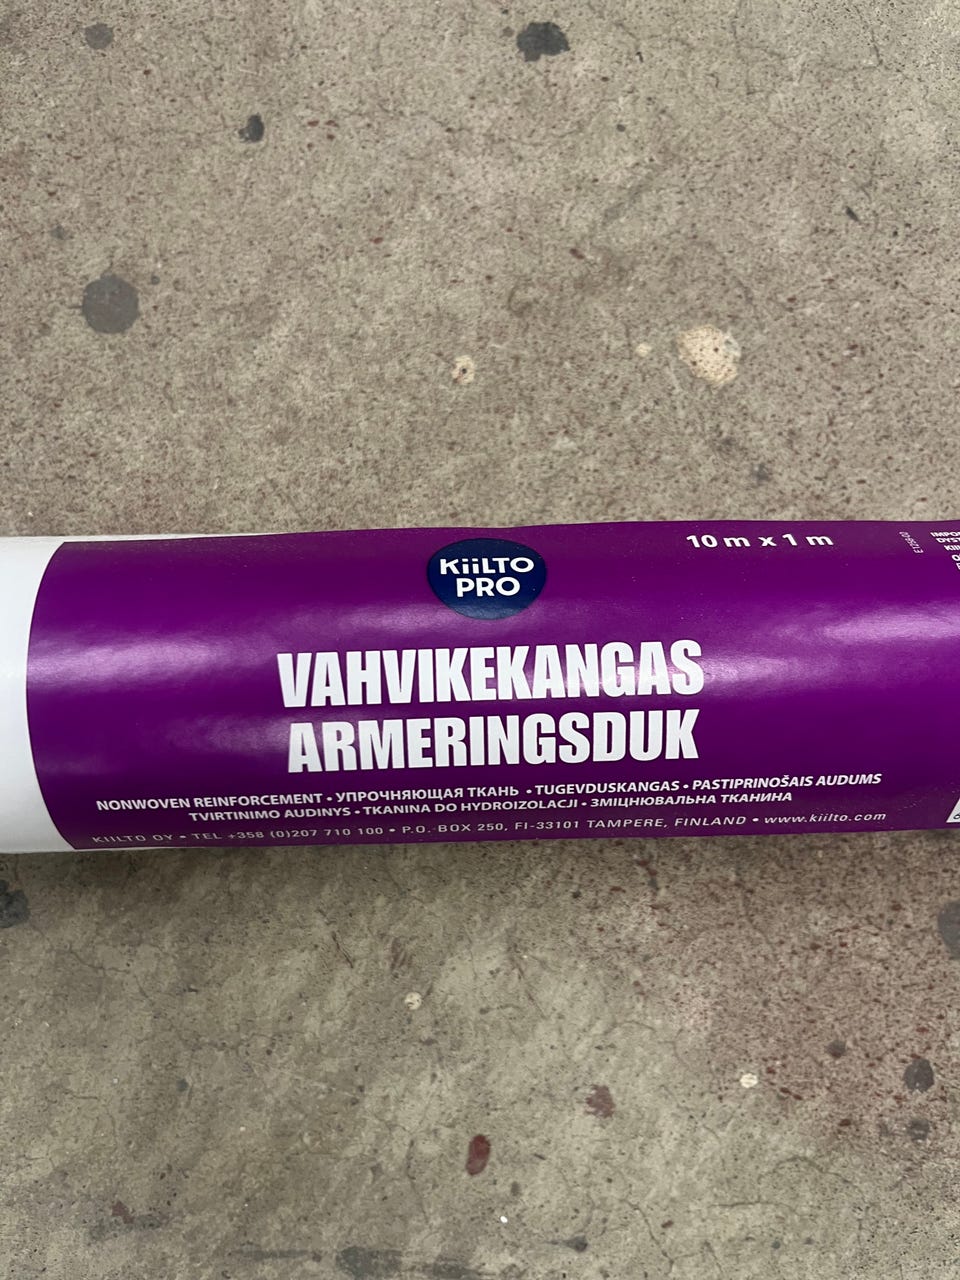 10 m x 1 m
KiiLTO
PRO
VAHVIKEKANGAS
ARMERINGSDUK
NONWOVEN REINFORCEMENT • УПРОЧНЯЮЩАЯ ТКАНЬ • TUGEVDUSKANGAS • PASTIPRINOŠAIS AUDUMS
TVIRTINIMO AUDINYS • TKANINA DO HYDROIZOLACJI • ЗМІЦНЮВАЛЬНА ТКАНИНА
KIILTO OY • TEL +358 (0)207 710 100 • P.O. BOX 250, FI-33101 TAMPERE, FINLAND • www.kiilto.com